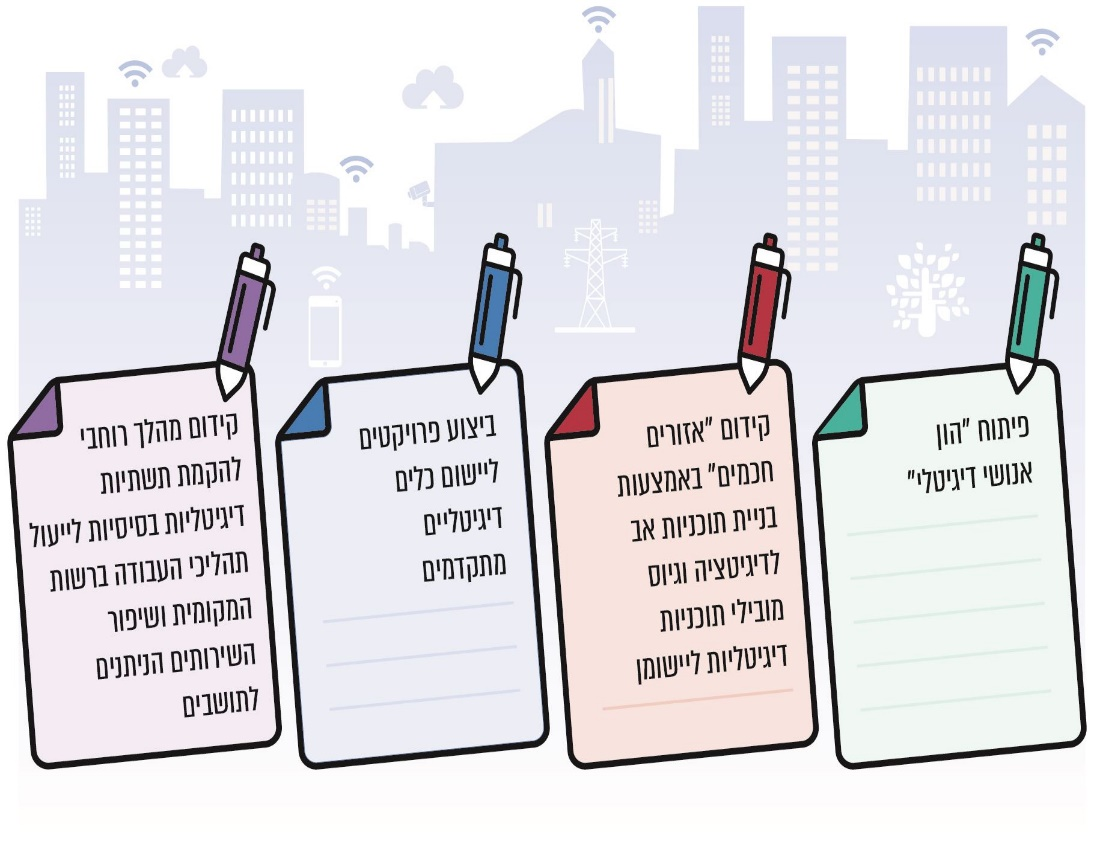 פיתוח "הון
אנושי דיגיטלי"
קידום "אזורים
חכמים" באמצעות
בניית תוכניות אב
לדיגיטציה וגיוס
מובילי תוכניות
דיגיטליות ליישומן
ביצוע פרויקטים
ליישום כלים
דיגיטליים
מתקדמים
קידום מהלך רוחבי
להקמת תשתיות
דיגיטליות בסיסיות לייעול
תהליכי העבודה ברשות
המקומית ושיפור
השירותים הניתנים
לתושבים